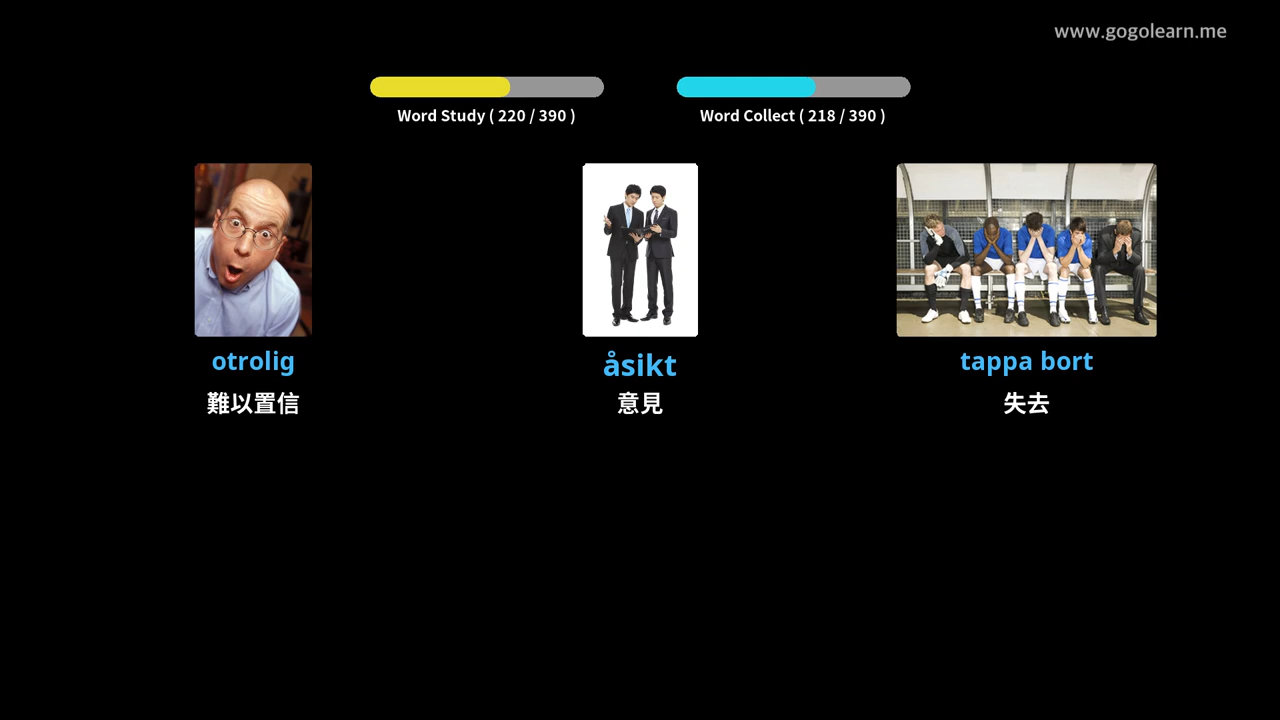 www.gogolearn.me
Word Study ( 220 / 390 )
Word Collect ( 218 / 390 )
otrolig
åsikt
tappa bort
難以置信
意見
失去